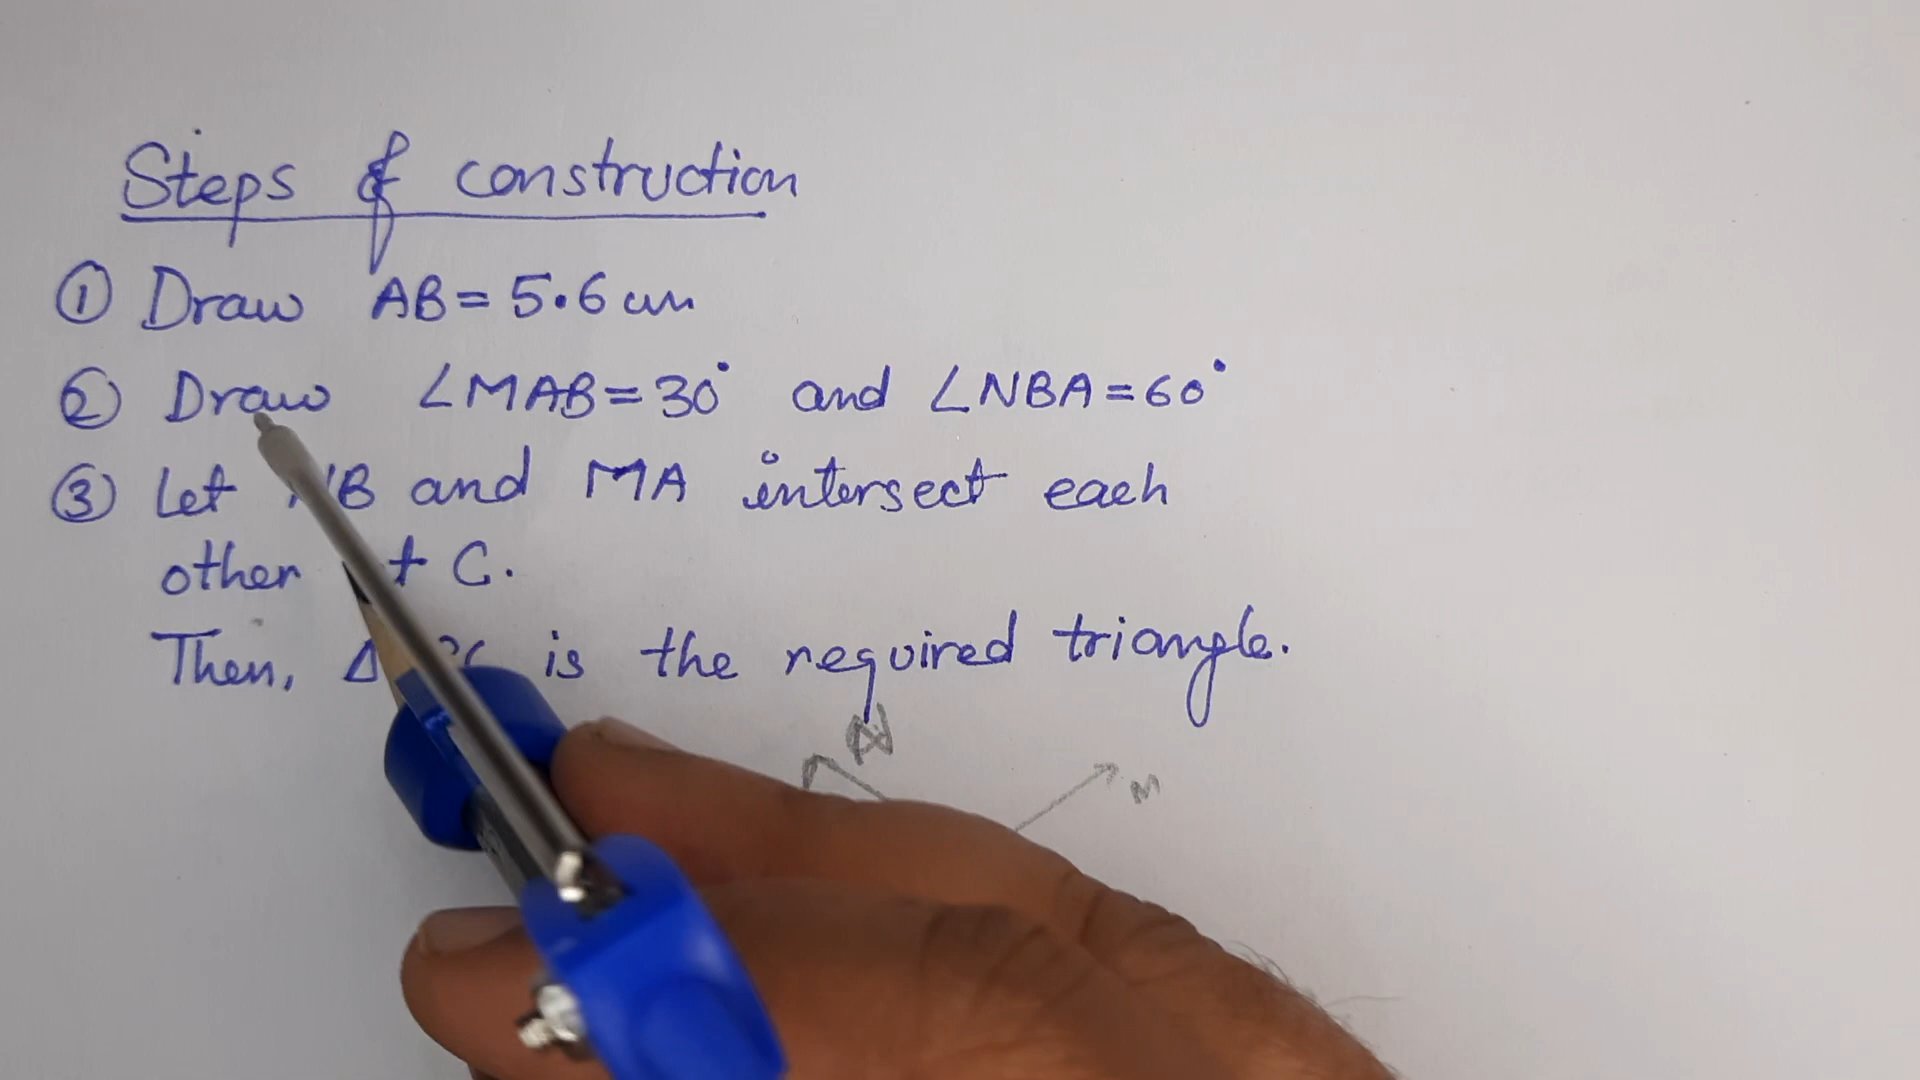 Steps of construction
① Draw AB = 5.6 cm
② Draw ∠MAB = 30° and ∠NBA = 60°
③ Let and MA intersect each
other C.
Then, is the required triangle.
N
M